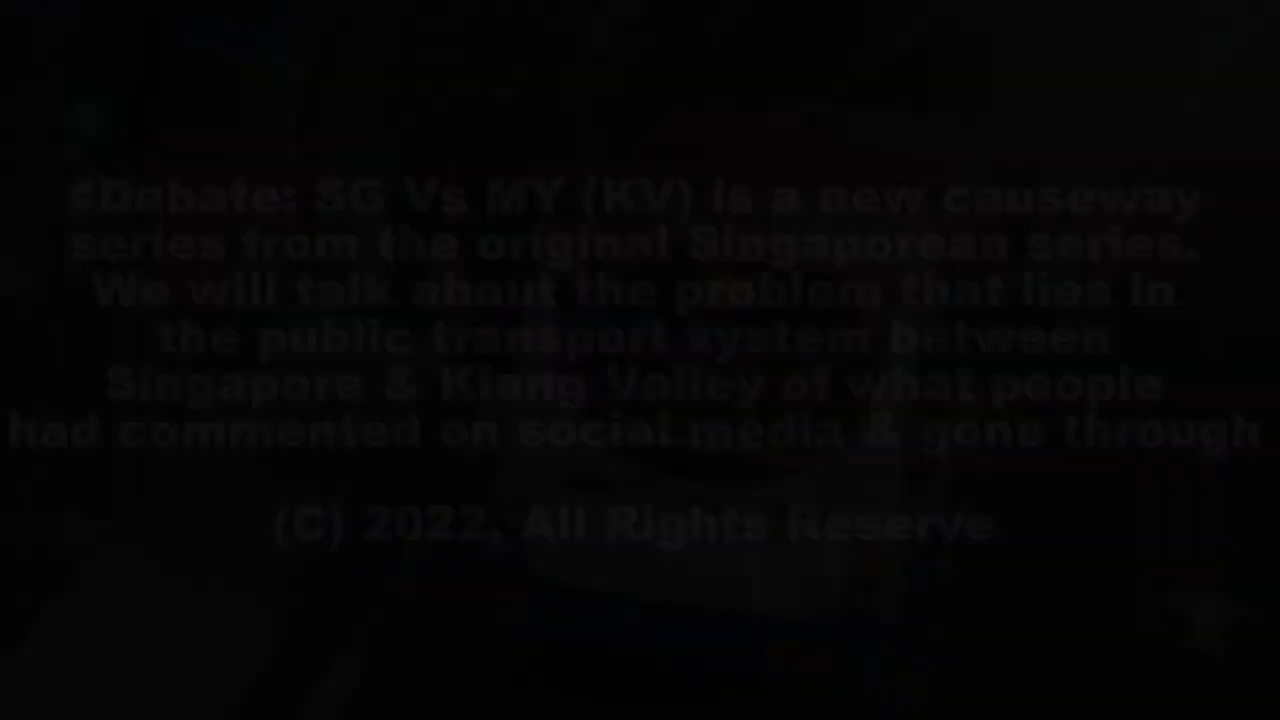 #Debate: SG Vs MY (KV) is a new causeway
series from the original Singaporean series.
We will talk about the problem that lies in
the public transport system between
Singapore & Klang Valley of what people
had commented on social media & gone through
(C) 2022, All Rights Reserve